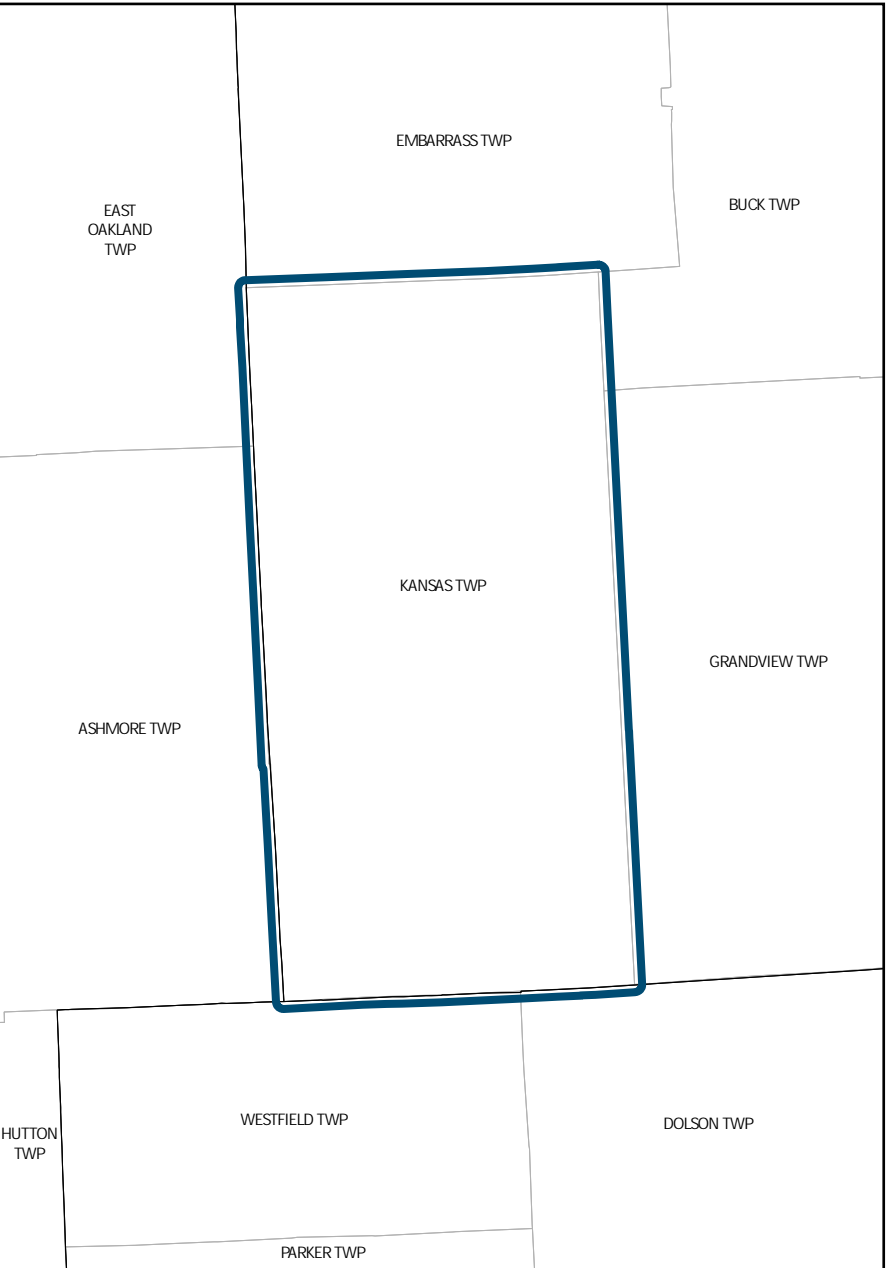 EMBARRASS TWP
BUCK TWP
EAST
OAKLAND
TWP
KANSAS TWP
GRANDVIEW TWP
ASHMORE TWP
WESTFIELD TWP
DOLSON TWP
HUTTON
TWP
PARKER TWP